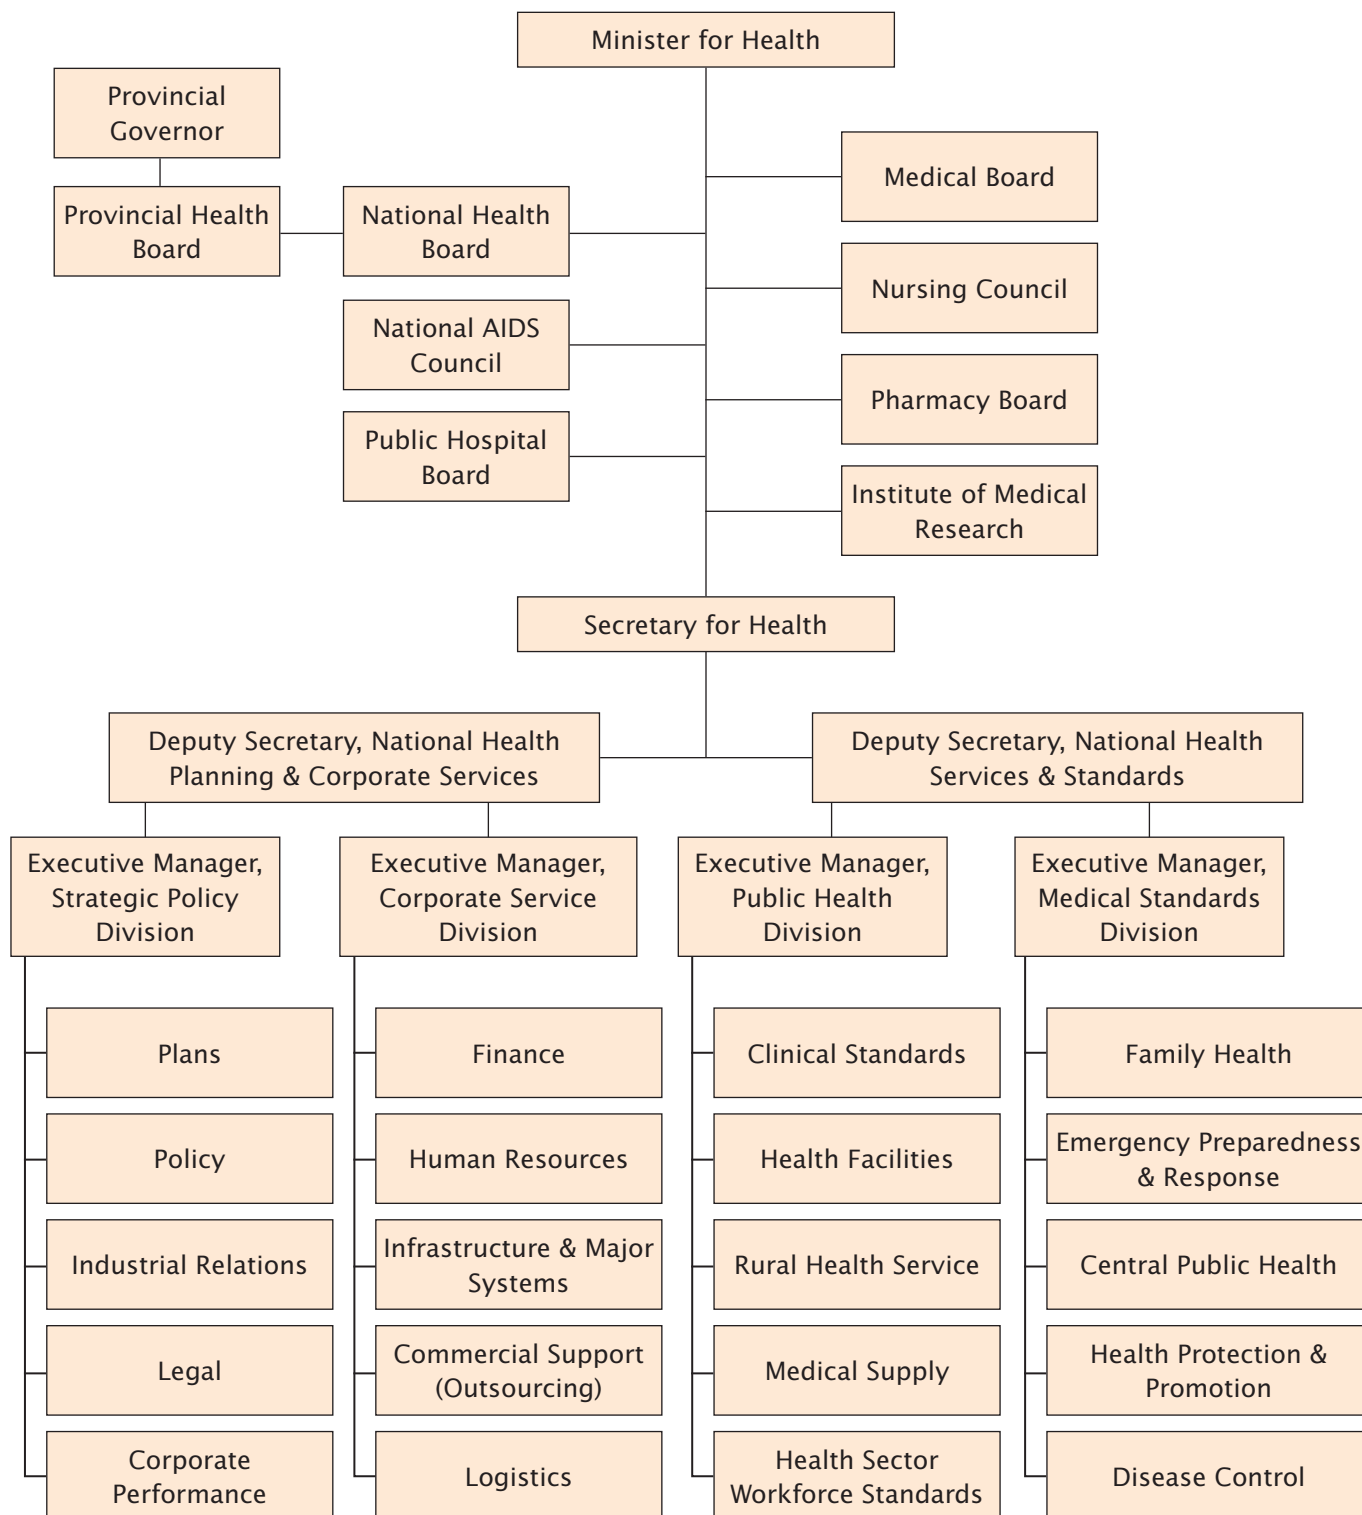 Minister for Health
Provincial
Governor
Medical Board
Provincial Health
Board
National Health
Board
Nursing Council
National AIDS
Council
Pharmacy Board
Public Hospital
Board
Institute of Medical
Research
Secretary for Health
Deputy Secretary, National Health
Planning & Corporate Services
Deputy Secretary, National Health
Services & Standards
Executive Manager,
Strategic Policy
Division
Executive Manager,
Corporate Service
Division
Executive Manager,
Public Health
Division
Executive Manager,
Medical Standards
Division
Plans
Finance
Clinical Standards
Family Health
Policy
Human Resources
Health Facilities
Emergency Preparedness
& Response
Industrial Relations
Infrastructure & Major
Systems
Rural Health Service
Central Public Health
Legal
Commercial Support
(Outsourcing)
Medical Supply
Health Protection &
Promotion
Corporate
Performance
Logistics
Health Sector
Workforce Standards
Disease Control